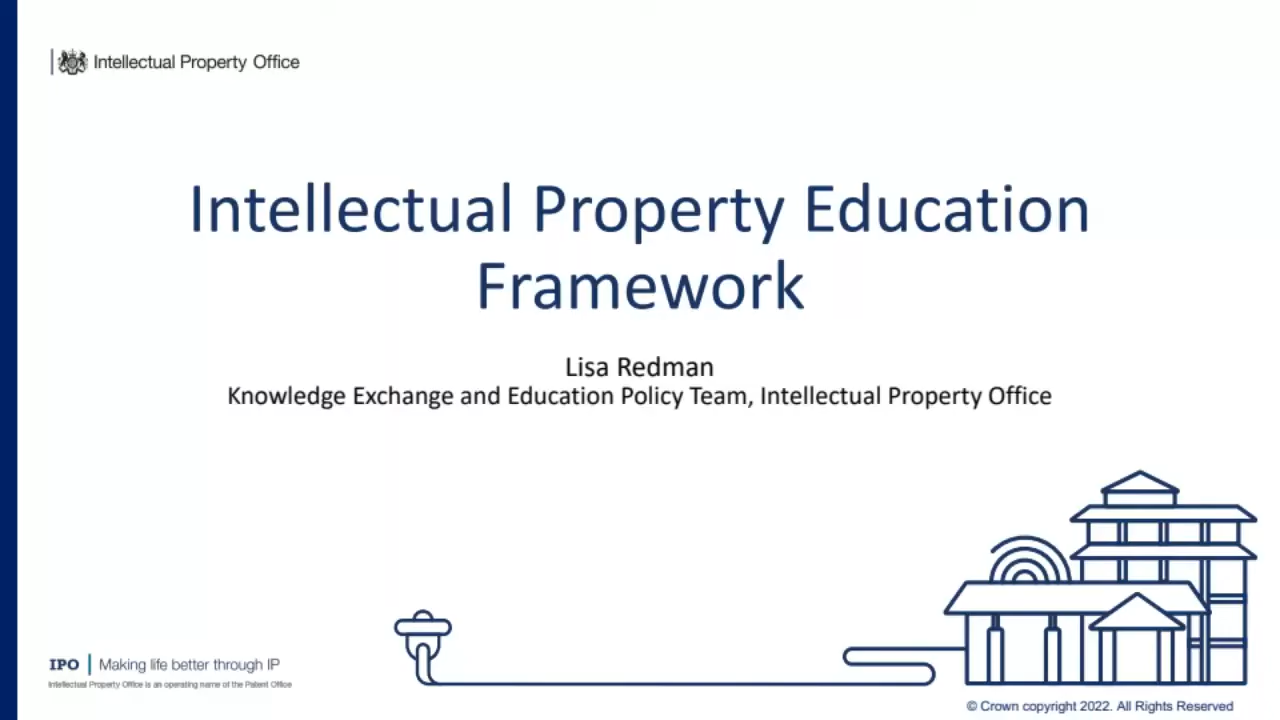 Intellectual Property Office
Intellectual Property Education
Framework
Lisa Redman
Knowledge Exchange and Education Policy Team, Intellectual Property Office
IPO | Making life better through IP
Intellectual Property Office is an operating name of the Patent Office
© Crown copyright 2022. All Rights Reserved